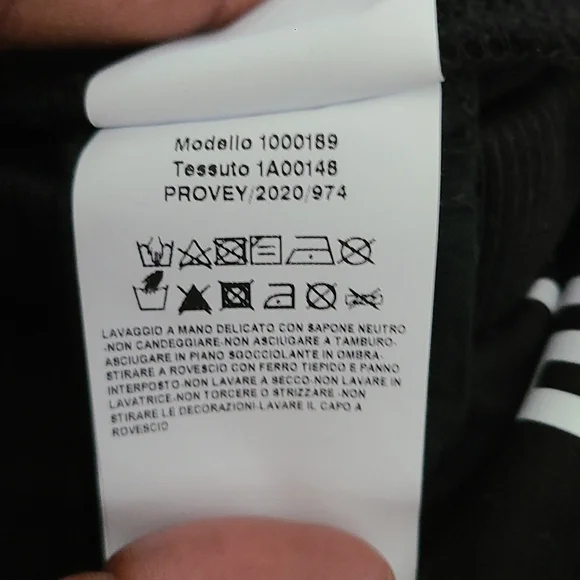 Modello 1000189
Tessuto 1A00148
PROVEY/2020/974
LAVAGGIO A MANO DELICATO CON SAPONE NEUTRO
-NON CANDEGGIARE-NON ASCIUGARE A TAMBURO-
ASCIUGARE IN PIANO SGOCCIOLANTE IN OMBRA-
STIRARE A ROVESCIO CON FERRO TIEPIDO E PANNO
INTERPOSTO-NON LAVARE A SECCO-NON LAVARE IN
LAVATRICE-NON TORCERE O STRIZZARE -NON
STIRARE LE DECORAZIONI-LAVARE IL CAPO A
ROVESCIO